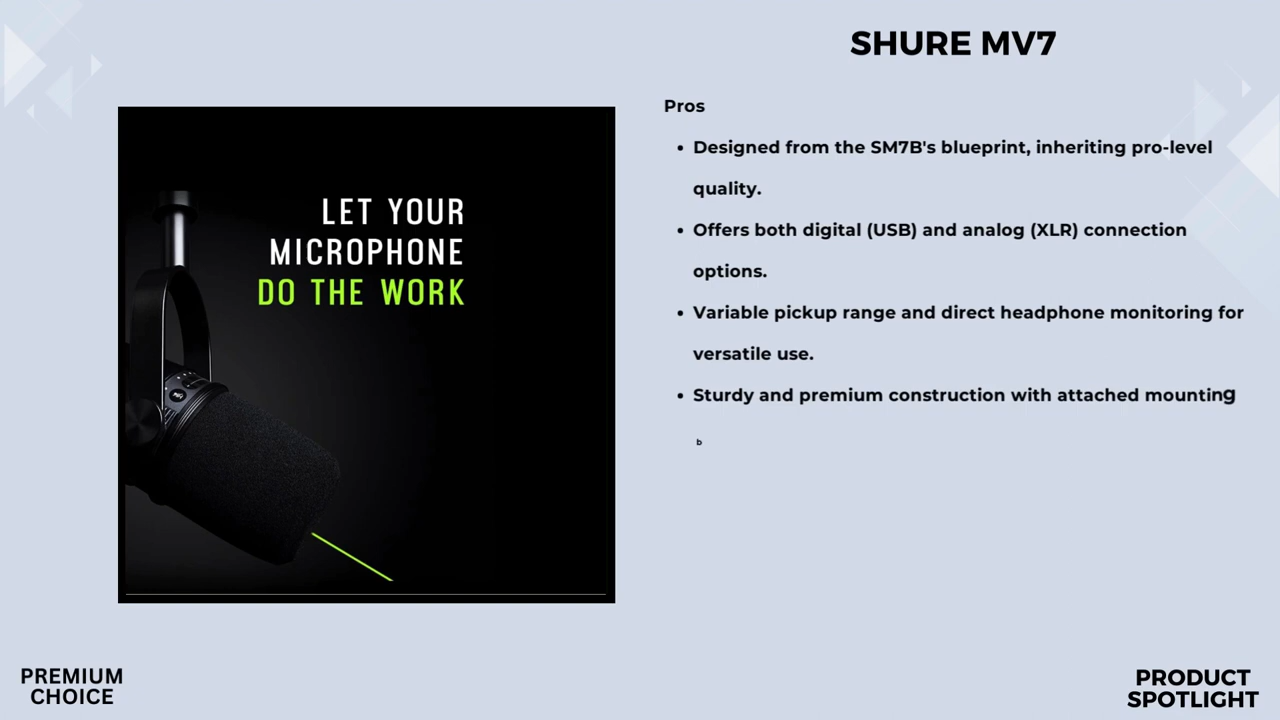 SHURE MV7
LET YOUR
MICROPHONE
DO THE WORK
Pros
• Designed from the SM7B's blueprint, inheriting pro-level
quality.
• Offers both digital (USB) and analog (XLR) connection
options.
• Variable pickup range and direct headphone monitoring for
versatile use.
• Sturdy and premium construction with attached mounting
b
PREMIUM
CHOICE
PRODUCT
SPOTLIGHT